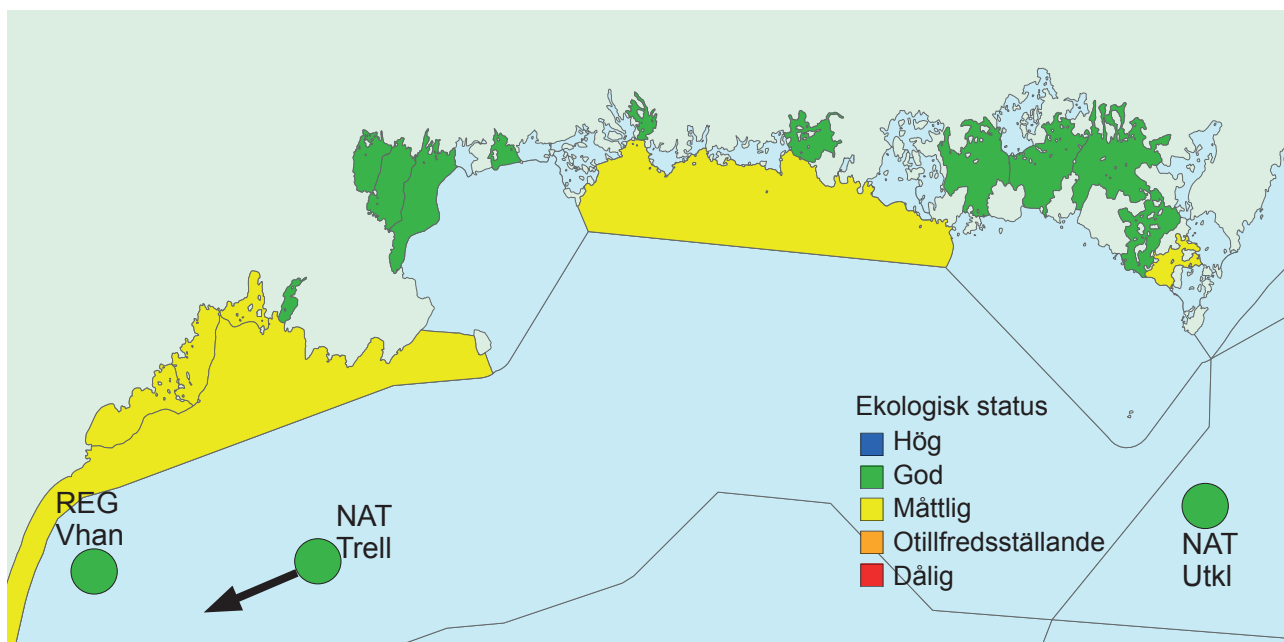 Ekologisk status
Hög
God
Måttlig
Otillfredsställande
Dålig
REG
Vhan
NAT
Trell
NAT
Utkl